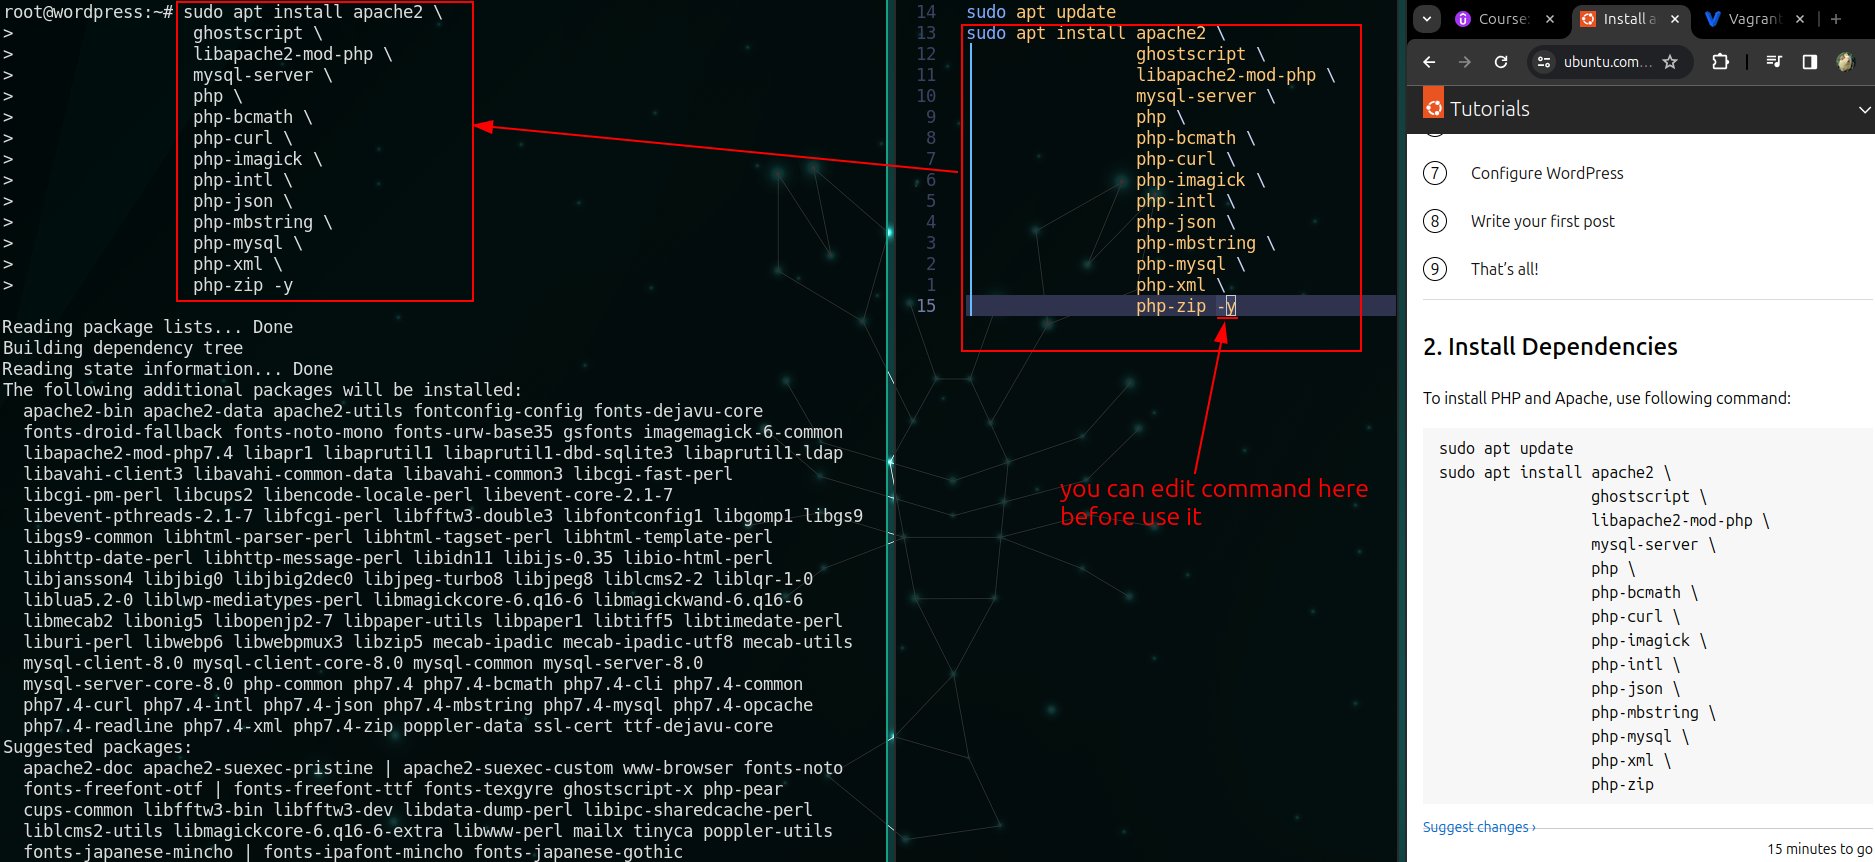 root@wordpress:~# sudo apt install apache2 \
> ghostscript \
> libapache2-mod-php \
> mysql-server \
> php \
> php-bcmath \
> php-curl \
> php-imagick \
> php-intl \
> php-json \
> php-mbstring \
> php-mysql \
> php-xml \
> php-zip -y
Reading package lists... Done
Building dependency tree
Reading state information... Done
The following additional packages will be installed:
apache2-bin apache2-data apache2-utils fontconfig-config fonts-dejavu-core
fonts-droid-fallback fonts-noto-mono fonts-urw-base35 gsfonts imagemagick-6-common
libapache2-mod-php7.4 libapr1 libaprutil1 libaprutil1-dbd-sqlite3 libaprutil1-ldap
libavahi-client3 libavahi-common-data libavahi-common3 libcgi-fast-perl
libcgi-pm-perl libcups2 libencode-locale-perl libevent-core-2.1-7
libevent-pthreads-2.1-7 libfcgi-perl libfftw3-double3 libfontconfig1 libgomp1 libgs9
libgs9-common libhtml-parser-perl libhtml-tagset-perl libhtml-template-perl
libhttp-date-perl libhttp-message-perl libidn11 libijs-0.35 libio-html-perl
libjansson4 libjbig0 libjbig2dec0 libjpeg-turbo8 libjpeg8 liblcms2-2 liblqr-1-0
liblua5.2-0 liblwp-mediatypes-perl libmagickcore-6.q16-6 libmagickwand-6.q16-6
libmecab2 libonig5 libopenjp2-7 libpaper-utils libpaper1 libtiff5 libtimedate-perl
liburi-perl libwebp6 libwebpmux3 libzip5 mecab-ipadic mecab-ipadic-utf8 mecab-utils
mysql-client-8.0 mysql-client-core-8.0 mysql-common mysql-server-8.0
mysql-server-core-8.0 php-common php7.4 php7.4-bcmath php7.4-cli php7.4-common
php7.4-curl php7.4-intl php7.4-json php7.4-mbstring php7.4-mysql php7.4-opcache
php7.4-readline php7.4-xml php7.4-zip poppler-data ssl-cert ttf-dejavu-core
Suggested packages:
apache2-doc apache2-suexec-pristine | apache2-suexec-custom www-browser fonts-noto
fonts-freefont-otf | fonts-freefont-ttf fonts-texgyre ghostscript-x php-pear
cups-common libfftw3-bin libfftw3-dev libdata-dump-perl libipc-sharedcache-perl
liblcms2-utils libmagickcore-6.q16-6-extra libwww-perl mailx tinyca poppler-utils
fonts-japanese-mincho | fonts-ipafont-mincho fonts-japanese-gothic
14 sudo apt update
13 sudo apt install apache2 \
12 ghostscript \
11 libapache2-mod-php \
10 mysql-server \
9 php \
8 php-bcmath \
7 php-curl \
6 php-imagick \
5 php-intl \
4 php-json \
3 php-mbstring \
2 php-mysql \
1 php-xml \
15 php-zip -y
you can edit command here
before use it
Course: Install a Vagrant
ubuntu.com...
Tutorials
7 Configure WordPress
8 Write your first post
9 That's all!
2. Install Dependencies
To install PHP and Apache, use following command:
sudo apt update
sudo apt install apache2 \
ghostscript \
libapache2-mod-php \
mysql-server \
php \
php-bcmath \
php-curl \
php-imagick \
php-intl \
php-json \
php-mbstring \
php-mysql \
php-xml \
php-zip
Suggest changes ›
15 minutes to go